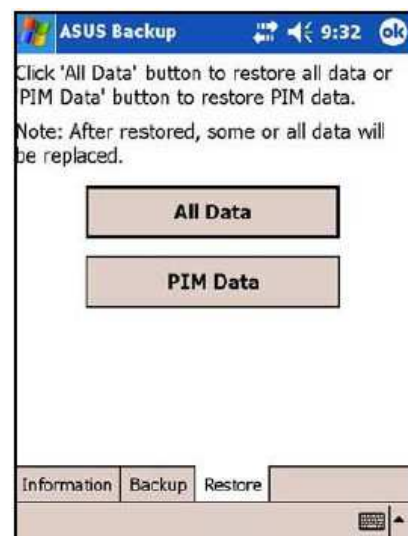 ASUS Backup 9:32 ok
Click 'All Data' button to restore all data or
'PIM Data' button to restore PIM data.
Note: After restored, some or all data will
be replaced.
All Data
PIM Data
Information Backup Restore